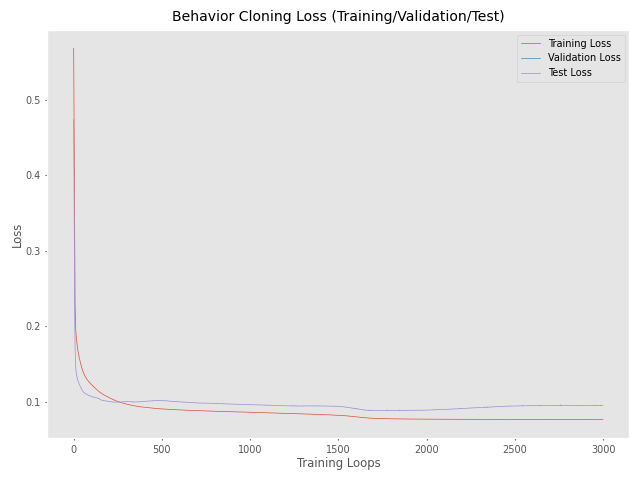 Behavior Cloning Loss (Training/Validation/Test)
Training Loss
Validation Loss
Test Loss
0.5
0.4
0.3
0.2
0.1
Loss
0 500 1000 1500 2000 2500 3000
Training Loops